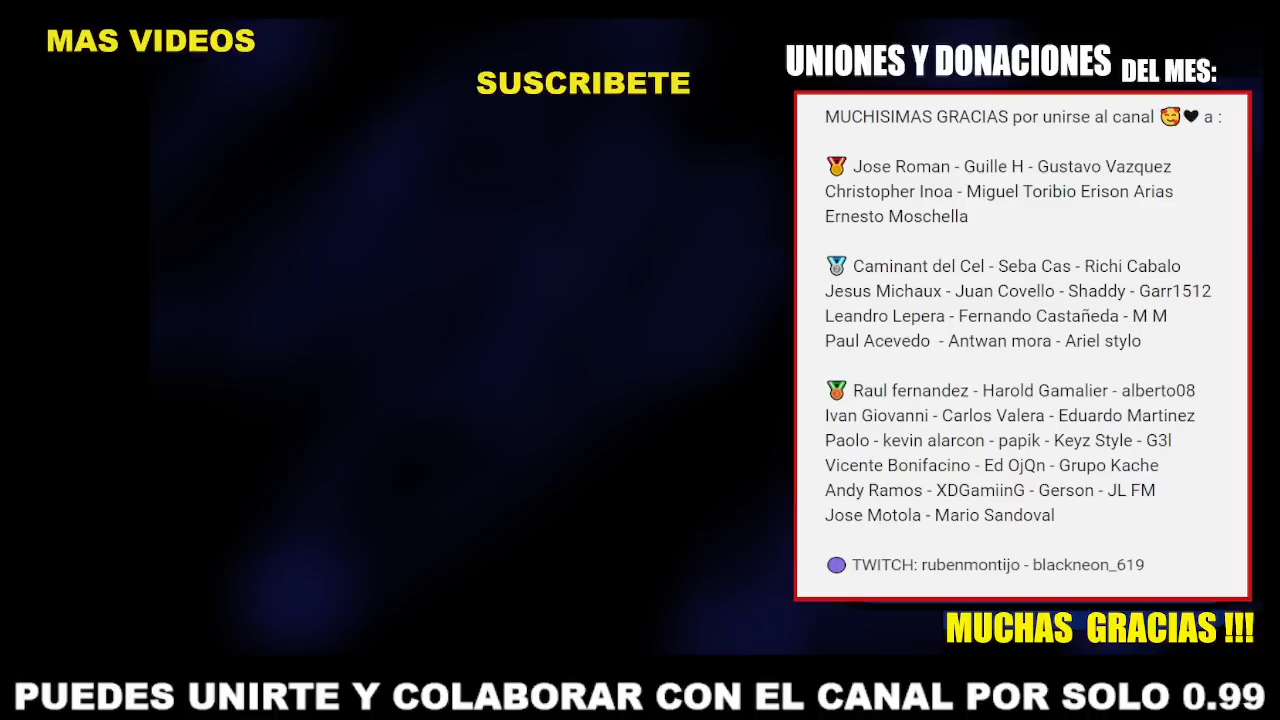 MAS VIDEOS
SUSCRIBETE
UNIONES Y DONACIONES DEL MES:
MUCHISIMAS GRACIAS por unirse al canal 🥰🖤 a :
🥇 Jose Roman - Guille H - Gustavo Vazquez
Christopher Inoa - Miguel Toribio Erison Arias
Ernesto Moschella
🥈 Caminant del Cel - Seba Cas - Richi Cabalo
Jesus Michaux - Juan Covello - Shaddy - Garr1512
Leandro Lepera - Fernando Castañeda - M M
Paul Acevedo  - Antwan mora - Ariel stylo
🥉 Raul fernandez - Harold Gamalier - alberto08
Ivan Giovanni - Carlos Valera - Eduardo Martinez
Paolo - kevin alarcon - papik - Keyz Style - G3l
Vicente Bonifacino - Ed OjQn - Grupo Kache
Andy Ramos - XDGamiinG - Gerson - JL FM
Jose Motola - Mario Sandoval
🟣 TWITCH: rubenmontijo - blackneon_619
MUCHAS GRACIAS !!!
PUEDES UNIRTE Y COLABORAR CON EL CANAL POR SOLO 0.99